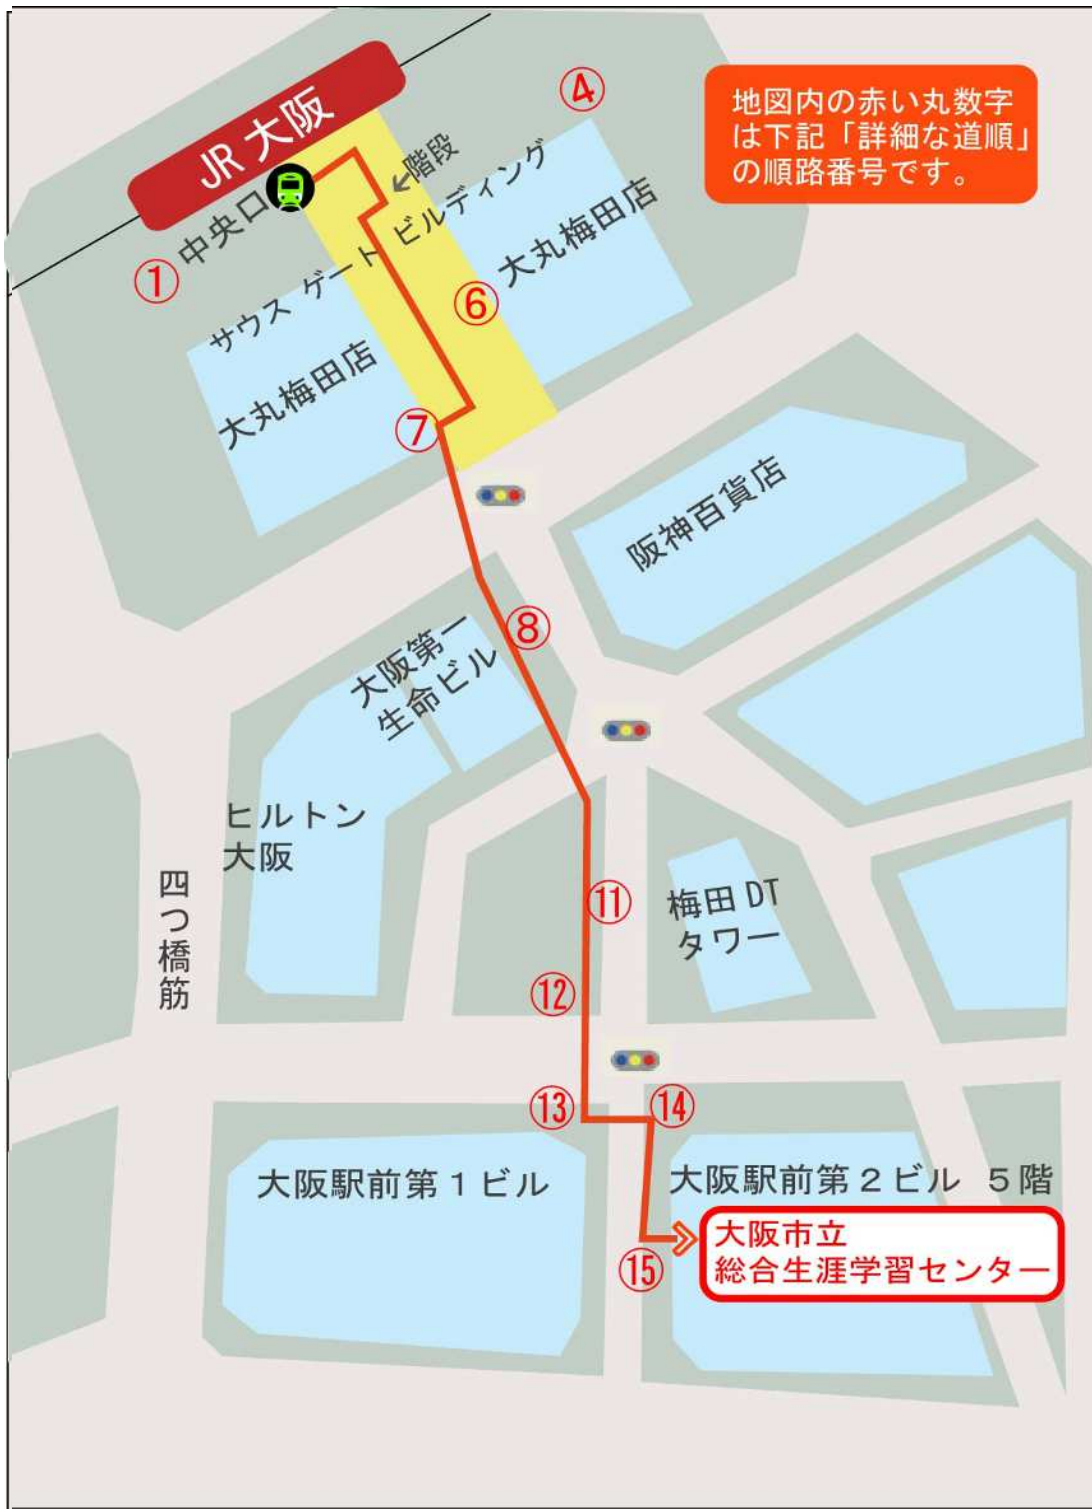 JR 大阪
④
地図内の赤い丸数字
は下記「詳細な道順」
の順路番号です。
←階段
中央口
①
サウス ゲート ビルディング
大丸梅田店
⑥
大丸梅田店
⑦
阪神百貨店
⑧
大阪第一
生命ビル
ヒルトン
大阪
四つ橋筋
⑪
梅田 DT
タワー
⑫
⑬
⑭
大阪駅前第１ビル
大阪駅前第２ビル ５階
大阪市立
総合生涯学習センター
⑮